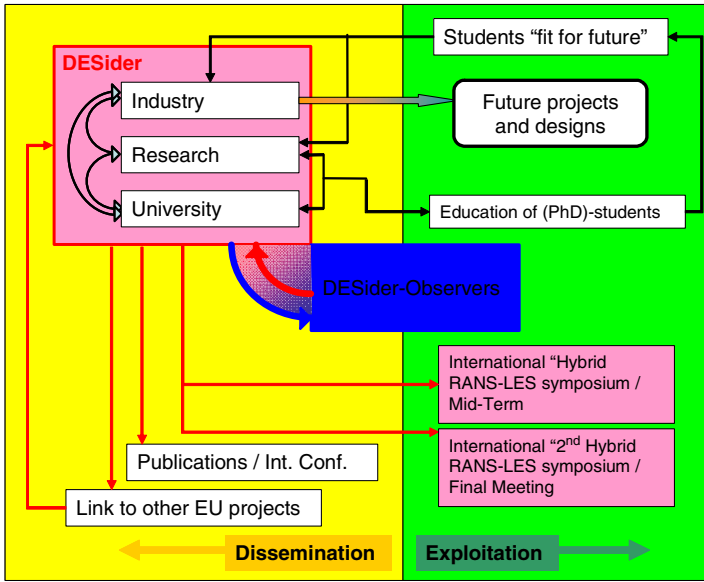 Students “fit for future”
DESider
Industry
Future projects
and designs
Research
University
Education of (PhD)-students
DESider-Observers
International “Hybrid
RANS-LES symposium /
Mid-Term
International “2nd Hybrid
RANS-LES symposium /
Final Meeting
Publications / Int. Conf.
Link to other EU projects
Dissemination
Exploitation